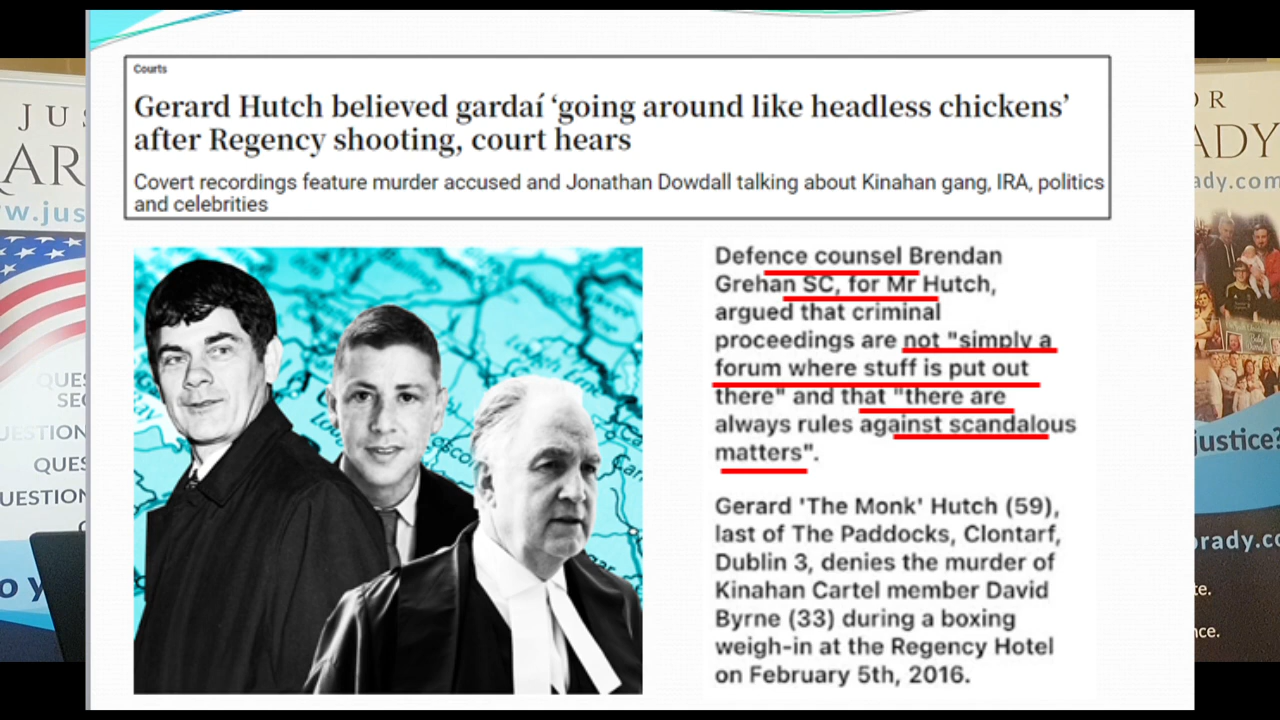 Courts
Gerard Hutch believed gardaí ‘going around like headless chickens’
after Regency shooting, court hears
Covert recordings feature murder accused and Jonathan Dowdall talking about Kinahan gang, IRA, politics
and celebrities
Defence counsel Brendan
Grehan SC, for Mr Hutch,
argued that criminal
proceedings are not "simply a
forum where stuff is put out
there" and that "there are
always rules against scandalous
matters".
Gerard 'The Monk' Hutch (59),
last of The Paddocks, Clontarf,
Dublin 3, denies the murder of
Kinahan Cartel member David
Byrne (33) during a boxing
weigh-in at the Regency Hotel
on February 5th, 2016.
justice?